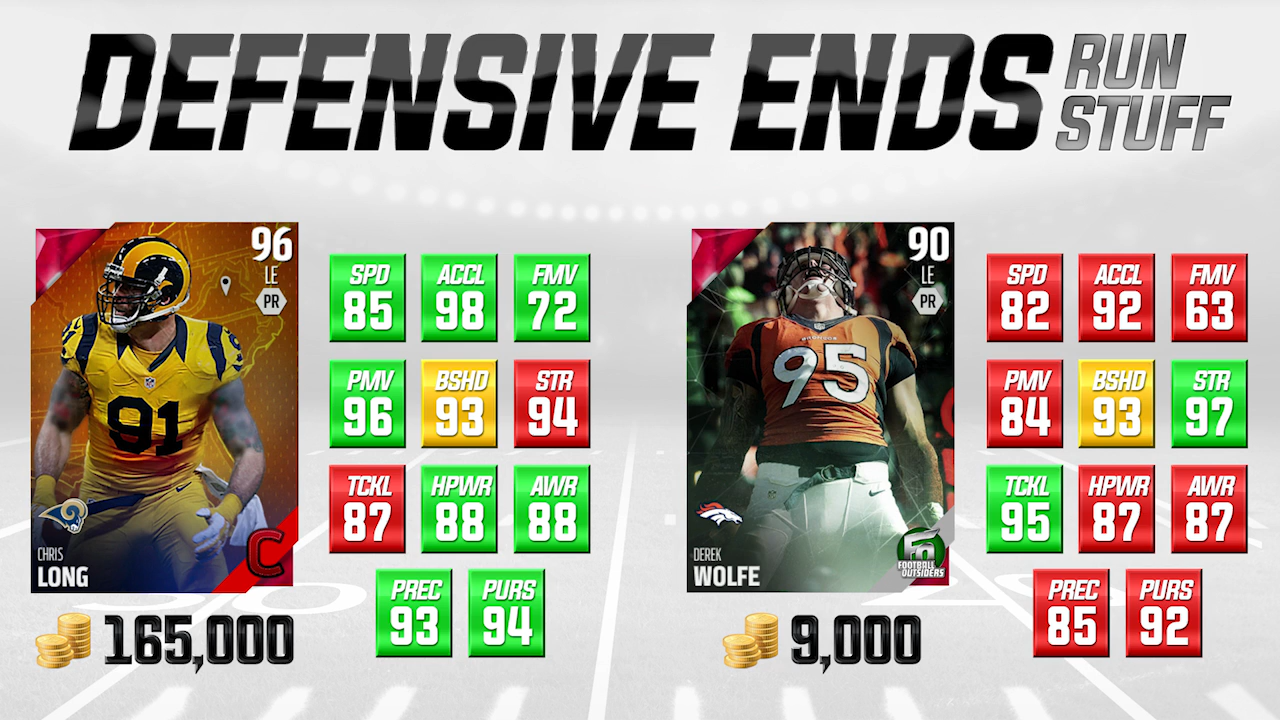 DEFENSIVE ENDS
RUN
STUFF
96
LE
PR
91
C
CHRIS
LONG
165,000
SPD ACCL FMV
85 98 72
PMV BSHD STR
96 93 94
TCKL HPWR AWR
87 88 88
PREC PURS
93 94
90
LE
PR
BRONCOS
95
FO
FOOTBALL
OUTSIDERS
DEREK
WOLFE
9,000
SPD ACCL FMV
82 92 63
PMV BSHD STR
84 93 97
TCKL HPWR AWR
95 87 87
PREC PURS
85 92